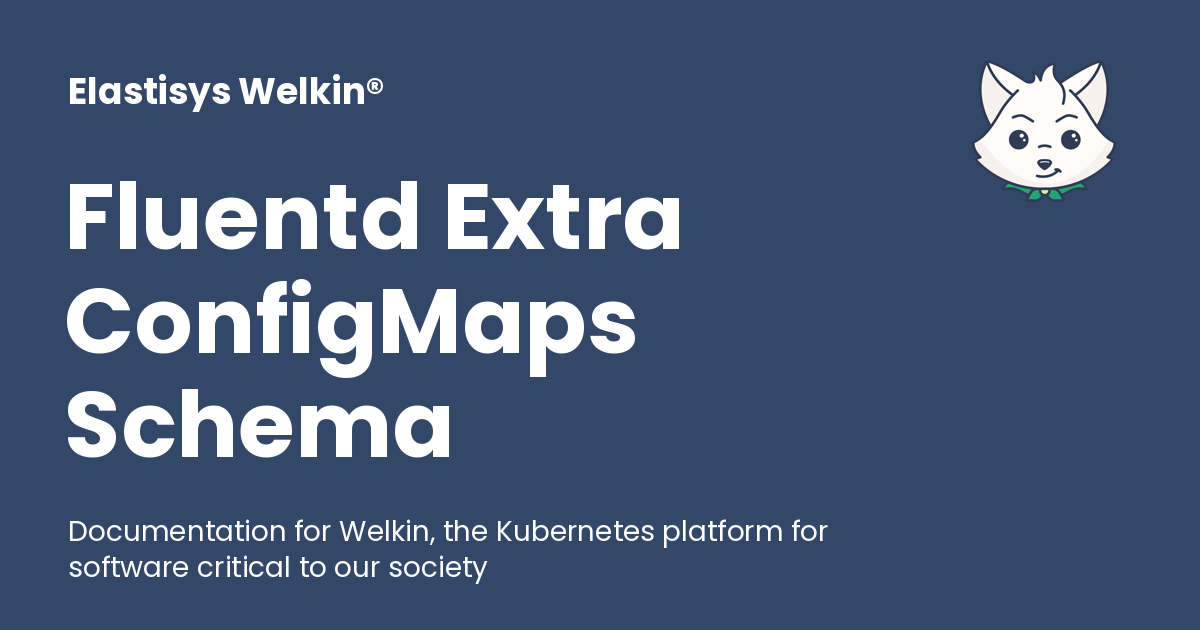 Elastisys Welkin®
Fluentd Extra
ConfigMaps
Schema
Documentation for Welkin, the Kubernetes platform for
software critical to our society